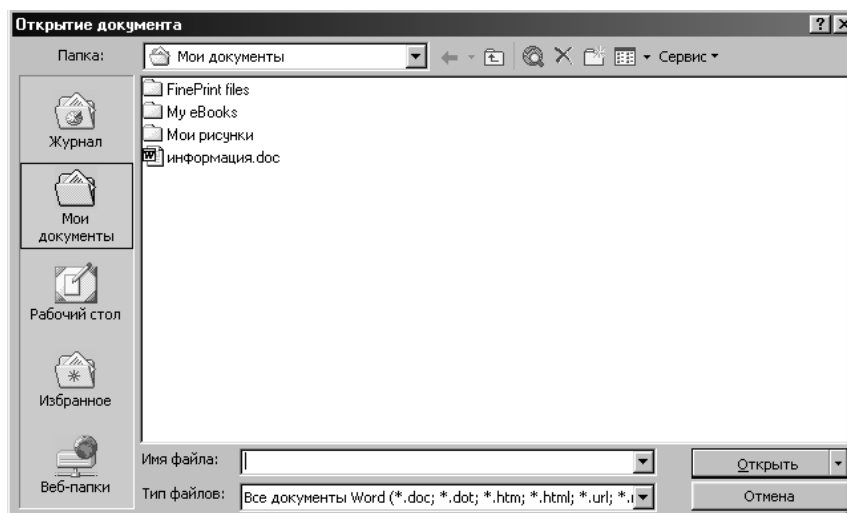 Открытие документа
Папка:
Мои документы
Сервис
Журнал
Мои
документы
Рабочий стол
Избранное
Веб-папки
FinePrint files
My eBooks
Мои рисунки
информация.doc
Имя файла:
Открыть
Тип файлов:
Все документы Word (*.doc; *.dot; *.htm; *.html; *.url; *.
Отмена